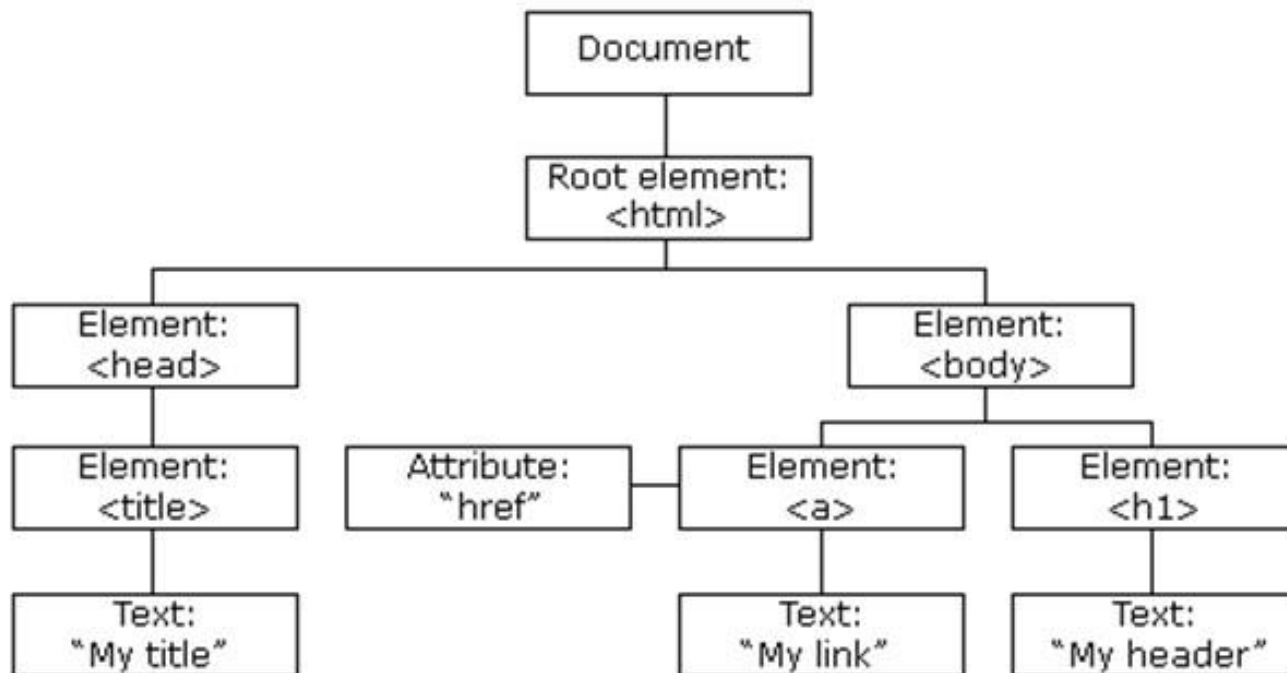 Document
Root element:
<html>
Element:
<head>
Element:
<body>
Element:
<title>
Attribute:
“href”
Element:
<a>
Element:
<h1>
Text:
“My title”
Text:
“My link”
Text:
“My header”